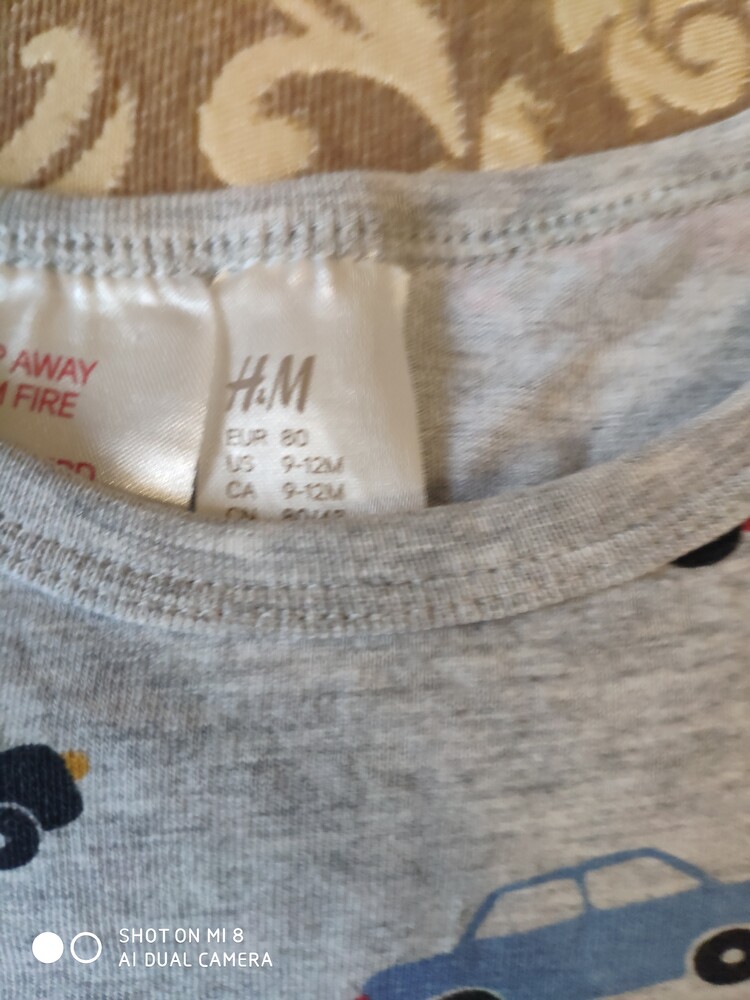 AWAY
FIRE
H&M
EUR 80
US 9-12M
CA 9-12M
SHOT ON MI 8
AI DUAL CAMERA